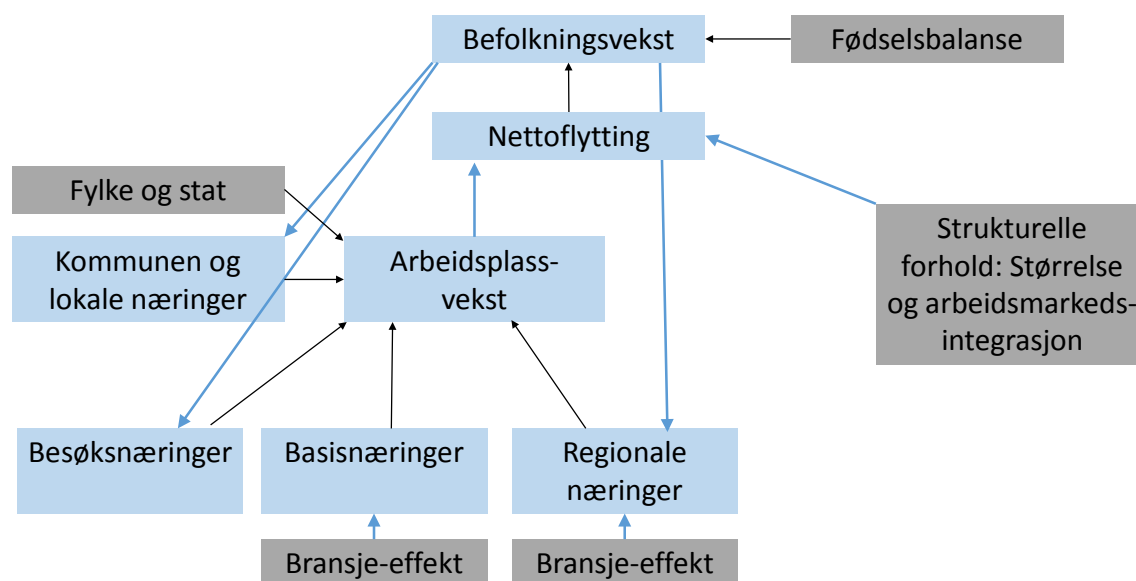 Befolkningsvekst
Fødselsbalanse
Nettoflytting
Fylke og stat
Kommunen og
lokale næringer
Arbeidsplass-
vekst
Strukturelle
forhold: Størrelse
og arbeidsmarkeds-
integrasjon
Besøksnæringer
Basisnæringer
Regionale
næringer
Bransje-effekt
Bransje-effekt